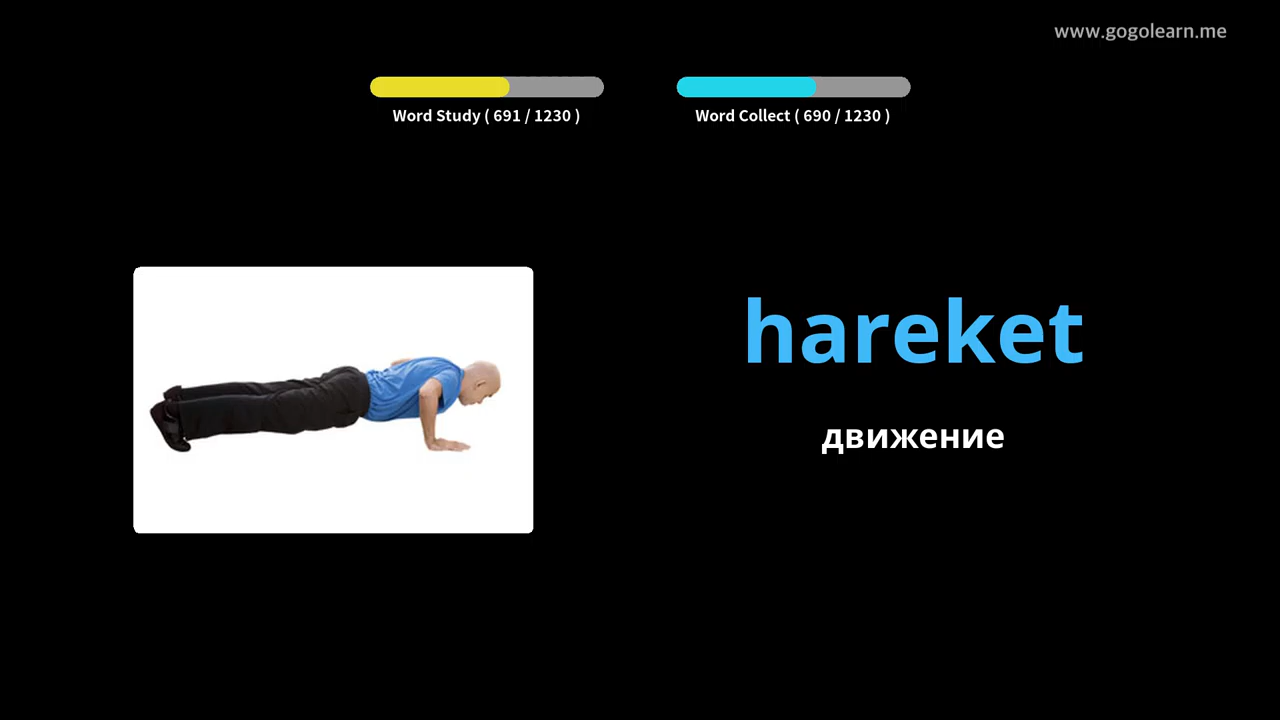 www.gogolearn.me
Word Study ( 691 / 1230 )
Word Collect ( 690 / 1230 )
hareket
движение